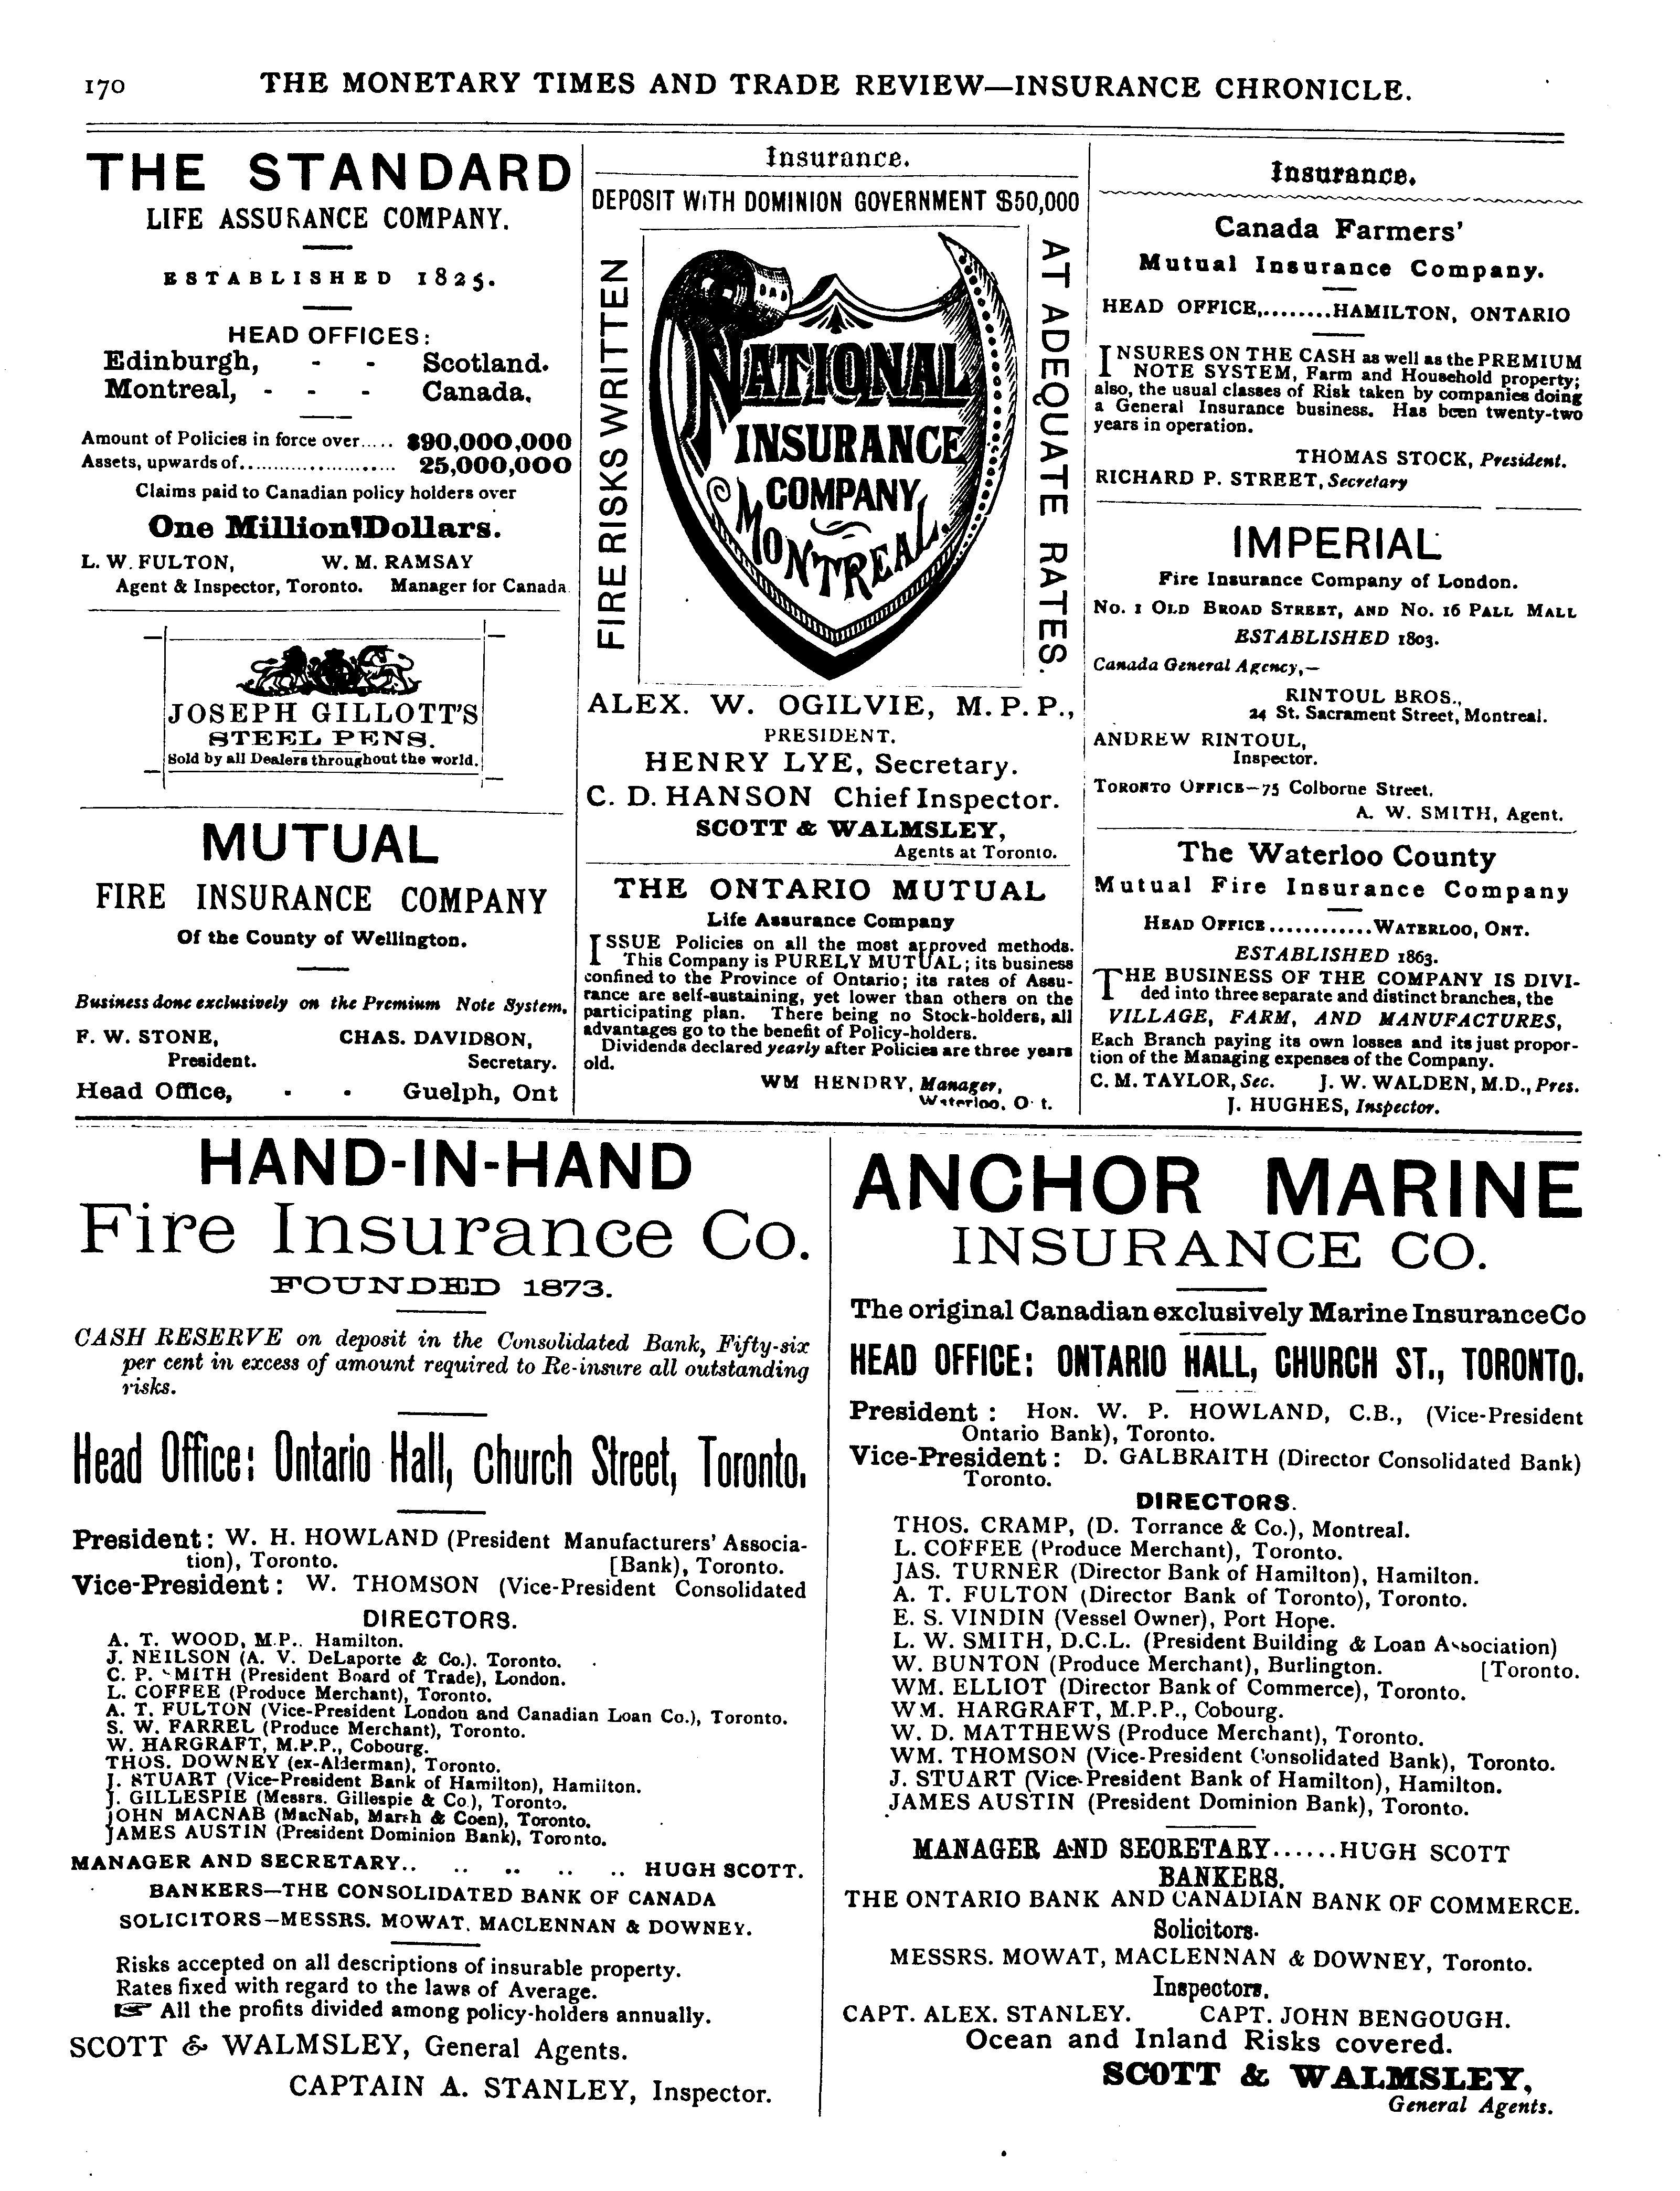 170 THE MONETARY TIMES AND TRADE REVIEW—INSURANCE CHRONICLE.
THE STANDARD
LIFE ASSURANCE COMPANY.
ESTABLISHED 1825.
HEAD OFFICES:
Edinburgh, - - Scotland.
Montreal, - - - Canada.
Amount of Policies in force over..... $90,000,000
Assets, upwards of........................ 25,000,000
Claims paid to Canadian policy holders over
One Million Dollars.
L. W. FULTON, W. M. RAMSAY
Agent & Inspector, Toronto. Manager for Canada
JOSEPH GILLOTT'S
STEEL PENS.
Sold by all Dealers throughout the world.
MUTUAL
FIRE INSURANCE COMPANY
Of the County of Wellington.
Business done exclusively on the Premium Note System.
F. W. STONE, CHAS. DAVIDSON,
President. Secretary.
Head Office, - - Guelph, Ont
Insurance.
DEPOSIT WITH DOMINION GOVERNMENT $50,000
FIRE RISKS WRITTEN
NATIONAL
INSURANCE
COMPANY
MONTREAL.
AT ADEQUATE RATES.
ALEX. W. OGILVIE, M.P.P.,
PRESIDENT.
HENRY LYE, Secretary.
C. D. HANSON Chief Inspector.
SCOTT & WALMSLEY,
Agents at Toronto.
THE ONTARIO MUTUAL
Life Assurance Company
ISSUE Policies on all the most approved methods.
This Company is PURELY MUTUAL; its business
confined to the Province of Ontario; its rates of Assu-
rance are self-sustaining, yet lower than others on the
participating plan. There being no Stock-holders, all
advantages go to the benefit of Policy-holders.
Dividends declared yearly after Policies are three years
old.
WM HENDRY, Manager,
Waterloo, O t.
Insurance.
Canada Farmers'
Mutual Insurance Company.
HEAD OFFICE,........HAMILTON, ONTARIO
INSURES ON THE CASH as well as the PREMIUM
NOTE SYSTEM, Farm and Household property;
also, the usual classes of Risk taken by companies doing
a General Insurance business. Has been twenty-two
years in operation.
THOMAS STOCK, President.
RICHARD P. STREET, Secretary
IMPERIAL
Fire Insurance Company of London.
No. 1 OLD BROAD STREET, AND No. 16 PALL MALL
ESTABLISHED 1803.
Canada General Agency,—
RINTOUL BROS.,
24 St. Sacrament Street, Montreal.
ANDREW RINTOUL,
Inspector.
TORONTO OFFICE—75 Colborne Street.
A. W. SMITH, Agent.
The Waterloo County
Mutual Fire Insurance Company
HEAD OFFICE............WATERLOO, ONT.
ESTABLISHED 1863.
THE BUSINESS OF THE COMPANY IS DIVI-
ded into three separate and distinct branches, the
VILLAGE, FARM, AND MANUFACTURES,
Each Branch paying its own losses and its just propor-
tion of the Managing expenses of the Company.
C. M. TAYLOR, Sec. J. W. WALDEN, M.D., Pres.
J. HUGHES, Inspector.
HAND-IN-HAND
Fire Insurance Co.
FOUNDED 1873.
CASH RESERVE on deposit in the Consolidated Bank, Fifty-six
per cent in excess of amount required to Re-insure all outstanding
risks.
Head Office: Ontario Hall, Church Street, Toronto.
President: W. H. HOWLAND (President Manufacturers' Associa-
tion), Toronto. [Bank), Toronto.
Vice-President: W. THOMSON (Vice-President Consolidated
DIRECTORS.
A. T. WOOD, M.P.. Hamilton.
J. NEILSON (A. V. DeLaporte & Co.), Toronto.
C. P. SMITH (President Board of Trade), London.
L. COFFEE (Produce Merchant), Toronto.
A. T. FULTON (Vice-President London and Canadian Loan Co.), Toronto.
S. W. FARREL (Produce Merchant), Toronto.
W. HARGRAFT, M.P.P., Cobourg.
THOS. DOWNEY (ex-Alderman), Toronto.
J. STUART (Vice-President Bank of Hamilton), Hamilton.
J. GILLESPIE (Messrs. Gillespie & Co.), Toronto.
JOHN MACNAB (MacNab, Marsh & Coen), Toronto.
JAMES AUSTIN (President Dominion Bank), Toronto.
MANAGER AND SECRETARY.. .. .. .. .. HUGH SCOTT.
BANKERS—THE CONSOLIDATED BANK OF CANADA
SOLICITORS—MESSRS. MOWAT, MACLENNAN & DOWNEY.
Risks accepted on all descriptions of insurable property.
Rates fixed with regard to the laws of Average.
☞ All the profits divided among policy-holders annually.
SCOTT & WALMSLEY, General Agents.
CAPTAIN A. STANLEY, Inspector.
ANCHOR MARINE
INSURANCE CO.
The original Canadian exclusively Marine Insurance Co
HEAD OFFICE: ONTARIO HALL, CHURCH ST., TORONTO.
President: HON. W. P. HOWLAND, C.B., (Vice-President
Ontario Bank), Toronto.
Vice-President: D. GALBRAITH (Director Consolidated Bank)
Toronto.
DIRECTORS.
THOS. CRAMP, (D. Torrance & Co.), Montreal.
L. COFFEE (Produce Merchant), Toronto.
JAS. TURNER (Director Bank of Hamilton), Hamilton.
A. T. FULTON (Director Bank of Toronto), Toronto.
E. S. VINDIN (Vessel Owner), Port Hope.
L. W. SMITH, D.C.L. (President Building & Loan Association)
W. BUNTON (Produce Merchant), Burlington. [Toronto.
WM. ELLIOT (Director Bank of Commerce), Toronto.
WM. HARGRAFT, M.P.P., Cobourg.
W. D. MATTHEWS (Produce Merchant), Toronto.
WM. THOMSON (Vice-President Consolidated Bank), Toronto.
J. STUART (Vice-President Bank of Hamilton), Hamilton.
JAMES AUSTIN (President Dominion Bank), Toronto.
MANAGER AND SECRETARY......HUGH SCOTT
BANKERS.
THE ONTARIO BANK AND CANADIAN BANK OF COMMERCE.
Solicitors.
MESSRS. MOWAT, MACLENNAN & DOWNEY, Toronto.
Inspectors.
CAPT. ALEX. STANLEY. CAPT. JOHN BENGOUGH.
Ocean and Inland Risks covered.
SCOTT & WALMSLEY,
General Agents.